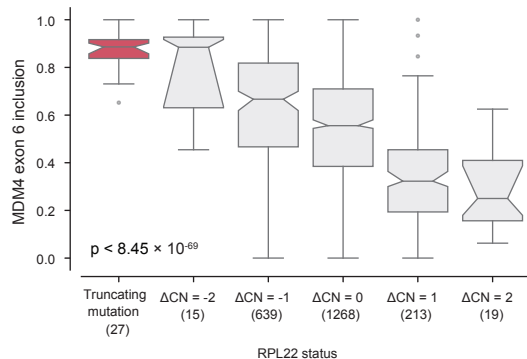 MDM4 exon 6 inclusion
1.0
0.8
0.6
0.4
0.2
0.0
p < 8.45 × 10-69
Truncating
mutation
(27)
ΔCN = -2
(15)
ΔCN = -1
(639)
ΔCN = 0
(1268)
ΔCN = 1
(213)
ΔCN = 2
(19)
RPL22 status